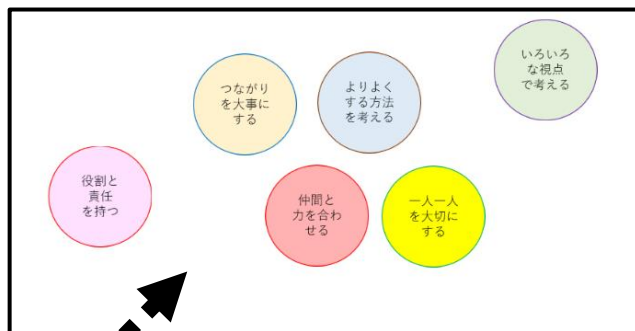 つながり
を大事に
する
よりよく
する方法
を考える
いろいろ
な視点
で考える
役割と
責任
を持つ
仲間と
力を合わ
せる
一人一人
を大切に
する